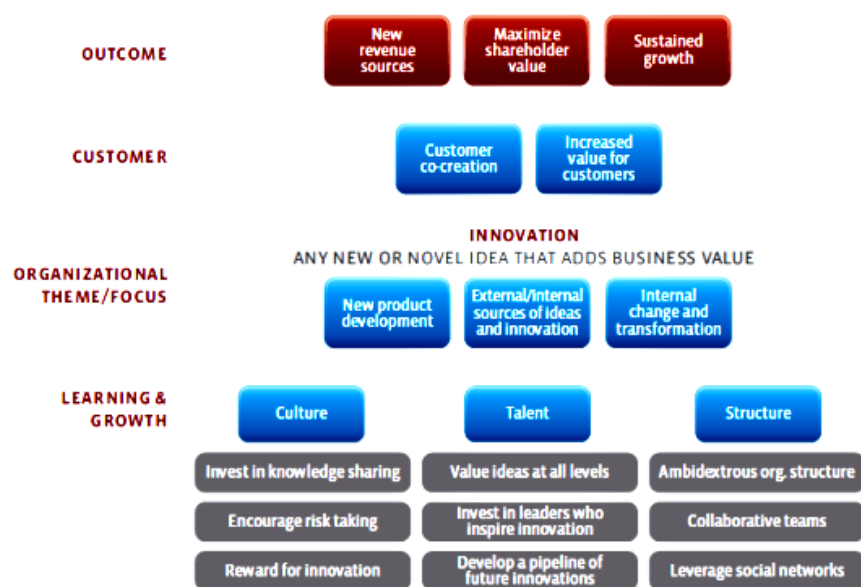 OUTCOME
New
revenue
sources
Maximize
shareholder
value
Sustained
growth
CUSTOMER
Customer
co-creation
Increased
value for
customers
INNOVATION
ANY NEW OR NOVEL IDEA THAT ADDS BUSINESS VALUE
ORGANIZATIONAL
THEME/FOCUS
New product
development
External/internal
sources of ideas
and innovation
Internal
change and
transformation
LEARNING &
GROWTH
Culture
Talent
Structure
Invest in knowledge sharing
Value ideas at all levels
Ambidextrous org. structure
Encourage risk taking
Invest in leaders who
inspire innovation
Collaborative teams
Reward for innovation
Develop a pipeline of
future innovations
Leverage social networks